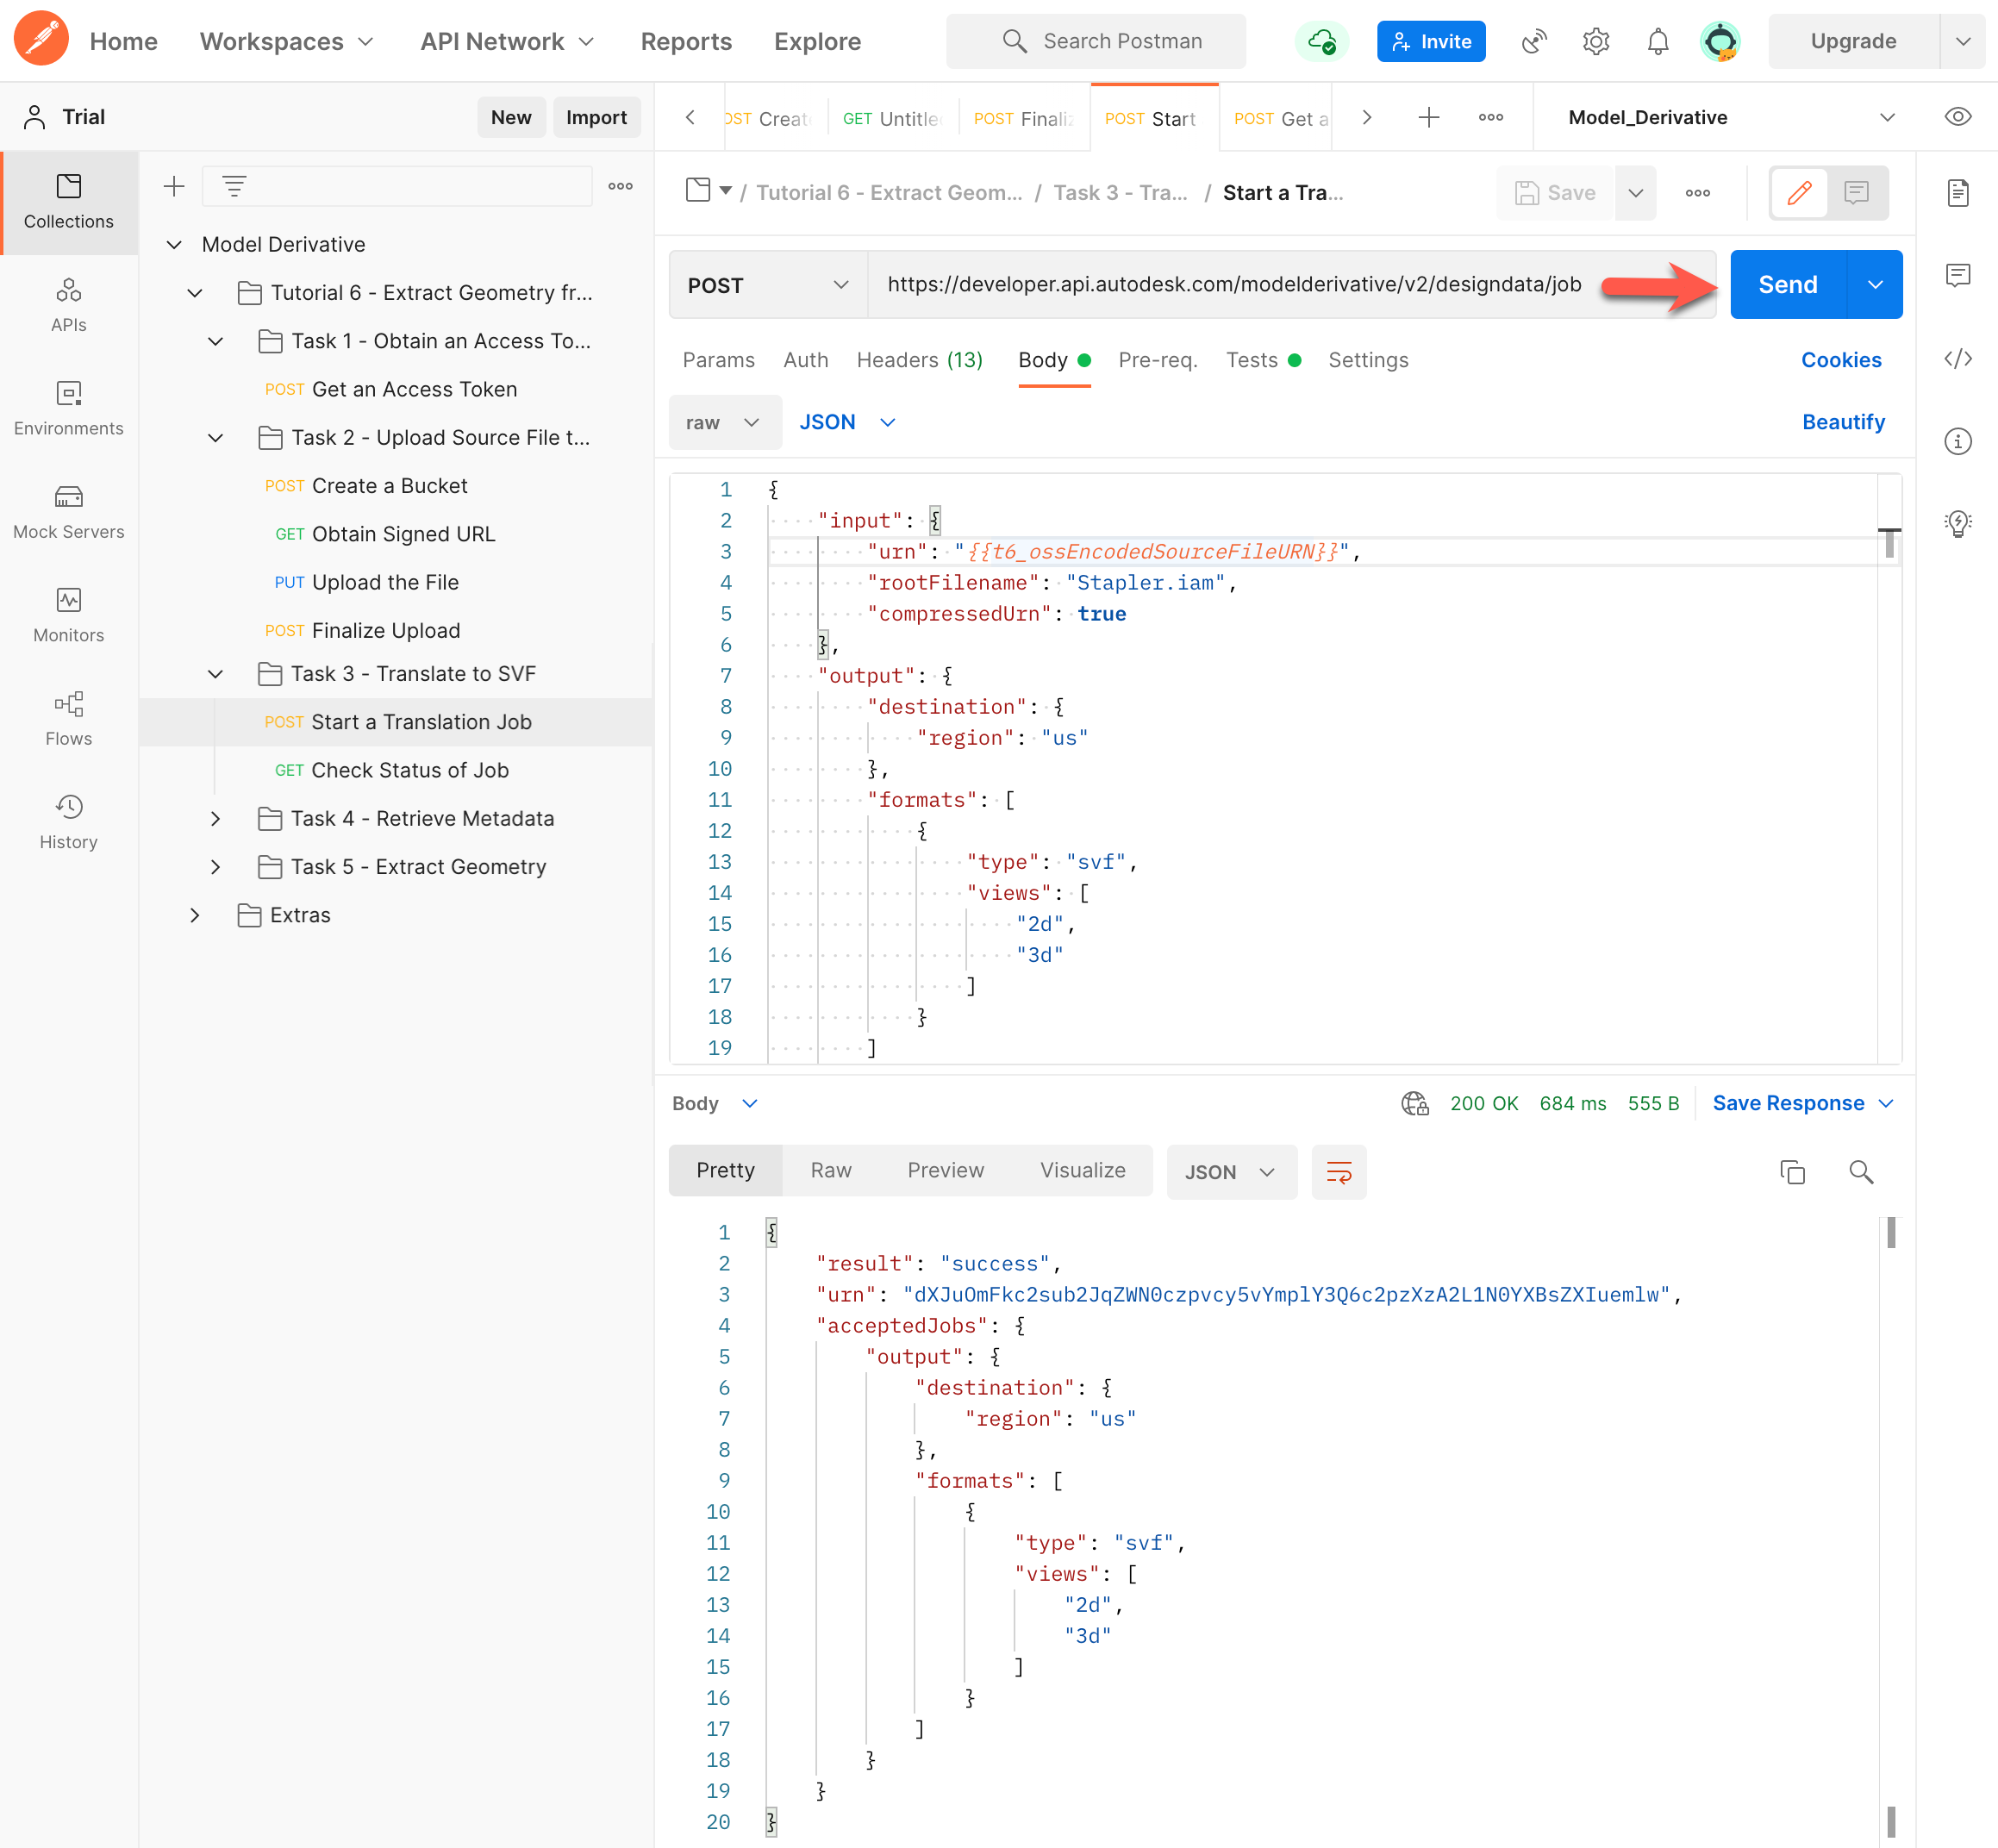 Home
Workspaces
API Network
Reports
Explore
Search Postman
Invite
Upgrade
Trial
New
Import
OST Creat
GET Untitle
POST Finaliz
POST Start
POST Get a
Model_Derivative
Collections
APIs
Environments
Mock Servers
Monitors
Flows
History
Model Derivative
Tutorial 6 - Extract Geometry fr...
Task 1 - Obtain an Access To...
POST Get an Access Token
Task 2 - Upload Source File t...
POST Create a Bucket
GET Obtain Signed URL
PUT Upload the File
POST Finalize Upload
Task 3 - Translate to SVF
POST Start a Translation Job
GET Check Status of Job
Task 4 - Retrieve Metadata
Task 5 - Extract Geometry
Extras
/ Tutorial 6 - Extract Geom... / Task 3 - Tra... / Start a Tra...
Save
POST
https://developer.api.autodesk.com/modelderivative/v2/designdata/job
Send
Params
Auth
Headers (13)
Body
Pre-req.
Tests
Settings
Cookies
raw
JSON
Beautify
1 {
2 "input": {
3 "urn": "{{t6_ossEncodedSourceFileURN}}",
4 "rootFilename": "Stapler.iam",
5 "compressedUrn": true
6 },
7 "output": {
8 "destination": {
9 "region": "us"
10 },
11 "formats": [
12 {
13 "type": "svf",
14 "views": [
15 "2d",
16 "3d"
17 ]
18 }
19 ]
Body
200 OK
684 ms
555 B
Save Response
Pretty
Raw
Preview
Visualize
JSON
1 {
2 "result": "success",
3 "urn": "dXJuOmFkc2sub2JqZWN0czpvcy5vYmplY3Q6c2pzXzA2L1N0YXBsZXIuemlw",
4 "acceptedJobs": {
5 "output": {
6 "destination": {
7 "region": "us"
8 },
9 "formats": [
10 {
11 "type": "svf",
12 "views": [
13 "2d",
14 "3d"
15 ]
16 }
17 ]
18 }
19 }
20 }